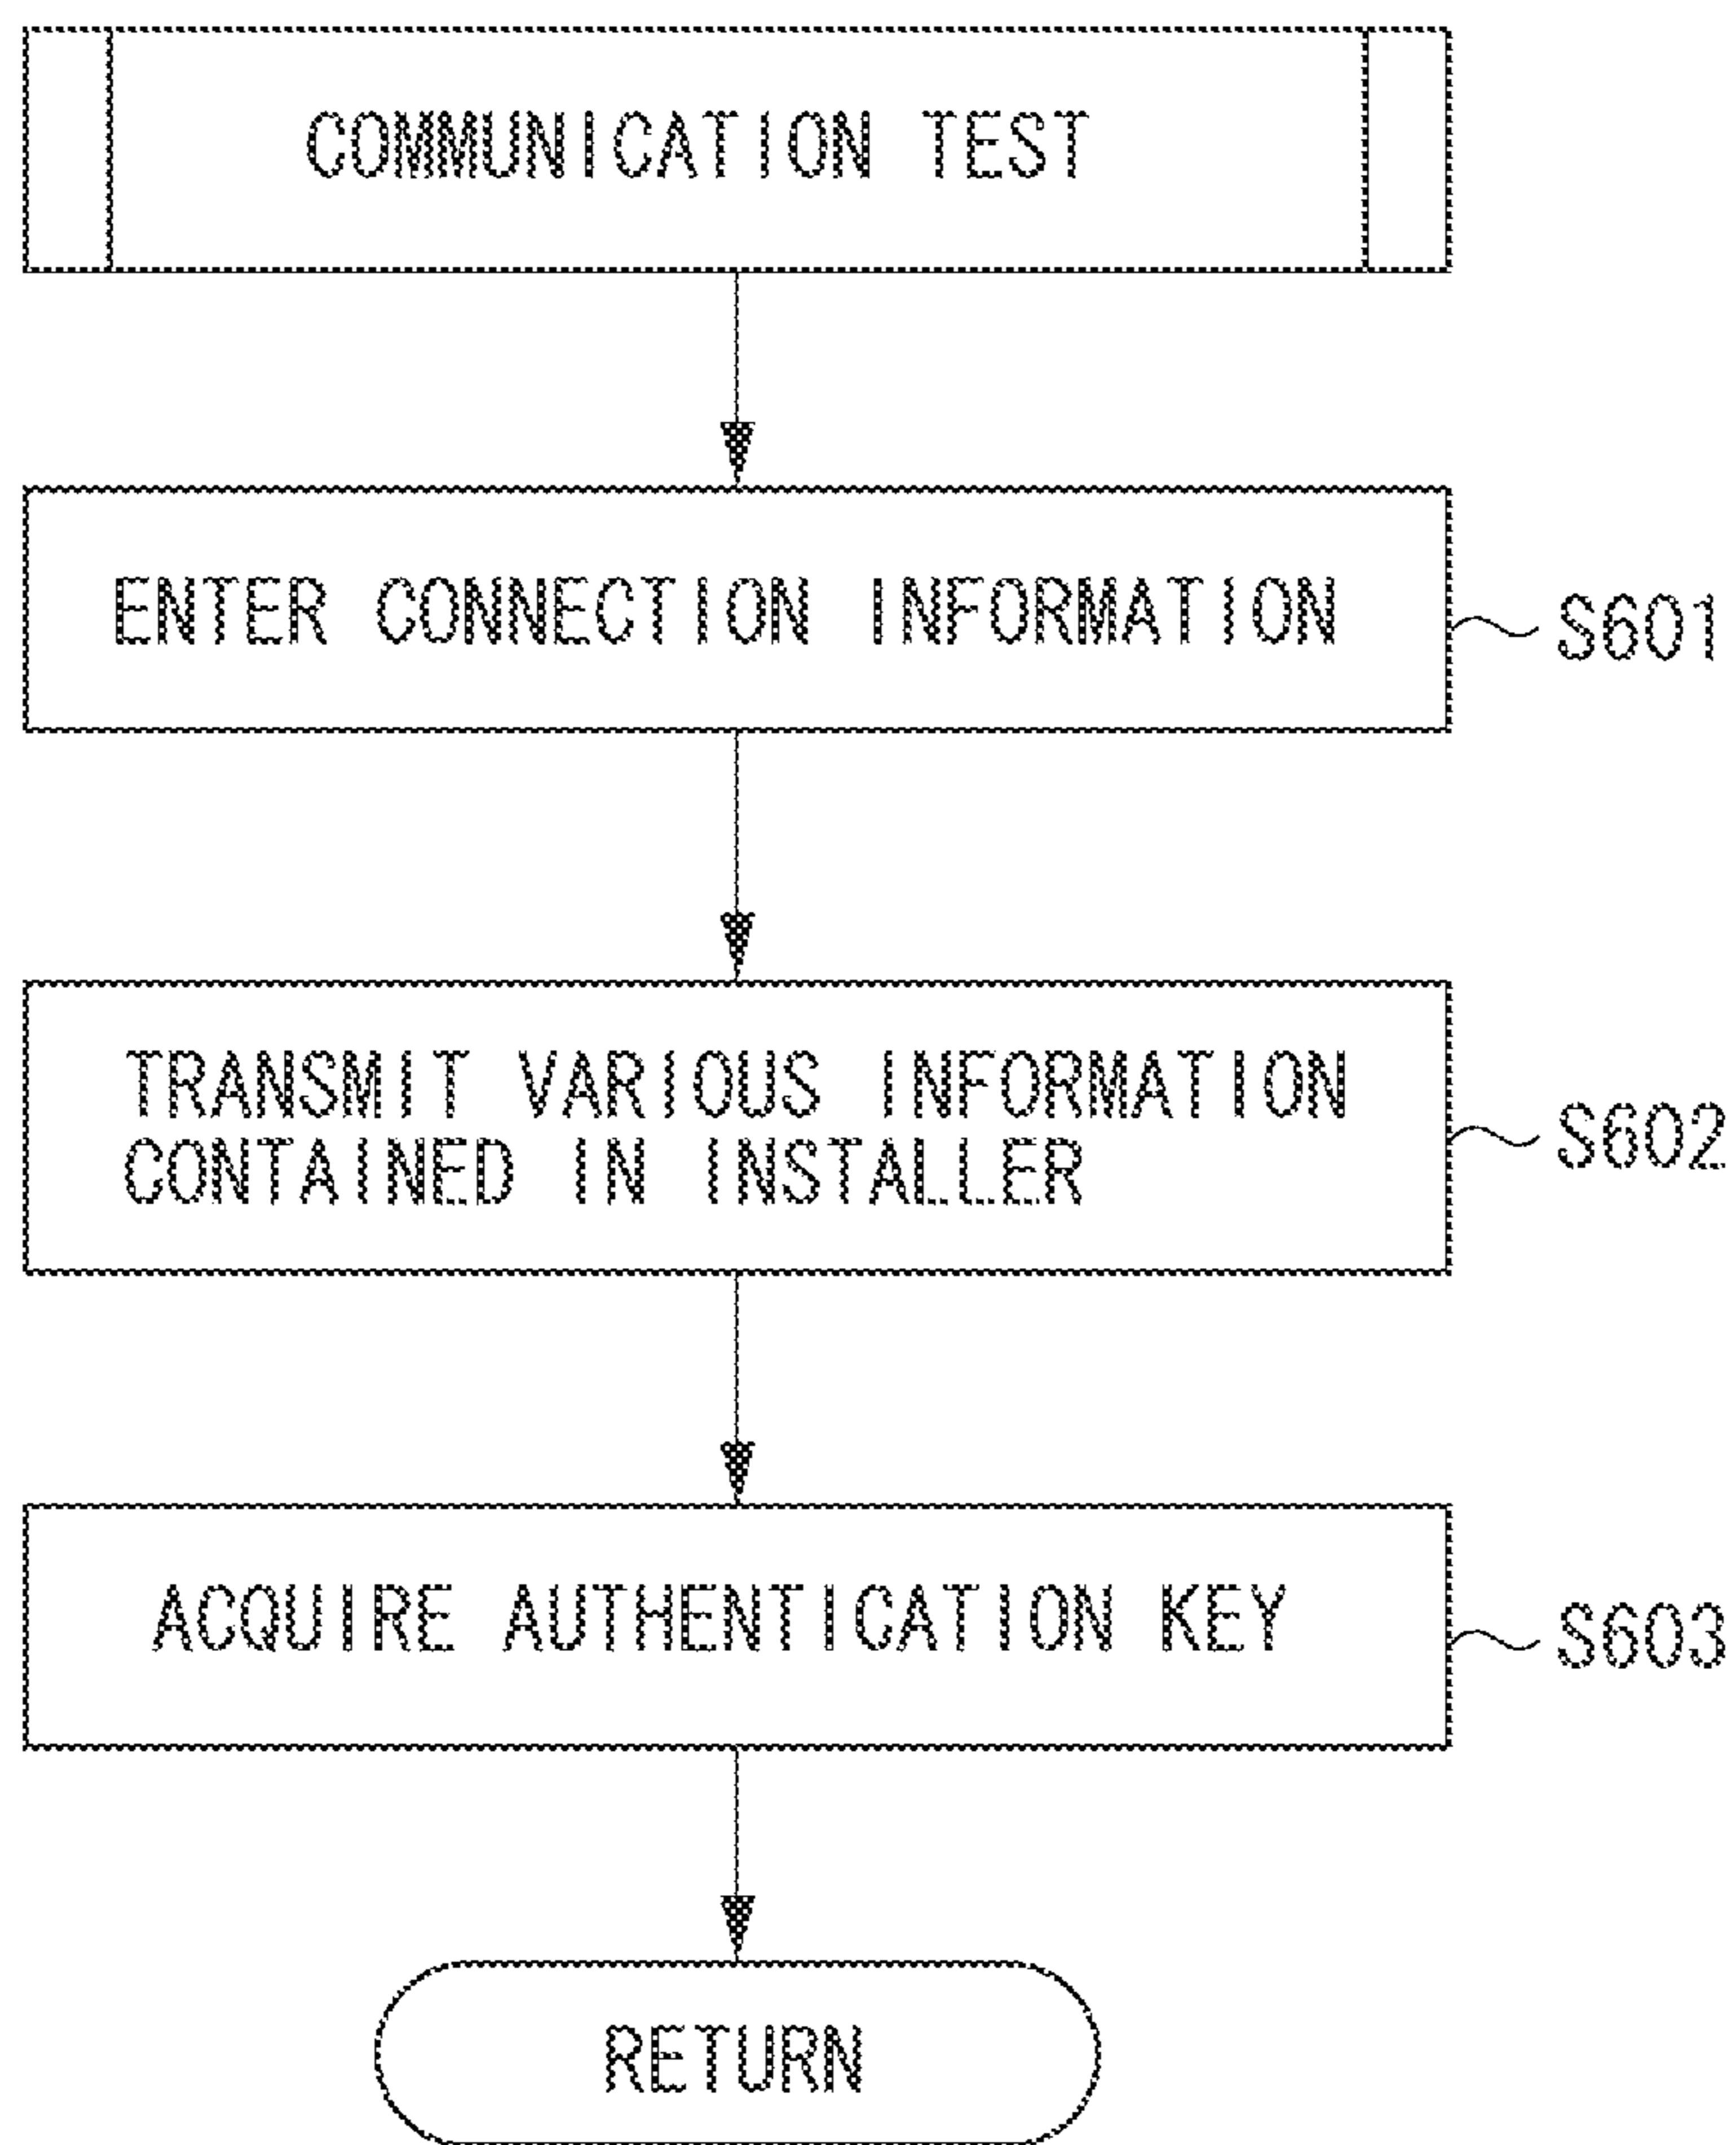 COMMUNICATION TEST
ENTER CONNECTION INFORMATION
S601
TRANSMIT VARIOUS INFORMATION
CONTAINED IN INSTALLER
S602
ACQUIRE AUTHENTICATION KEY
S603
RETURN